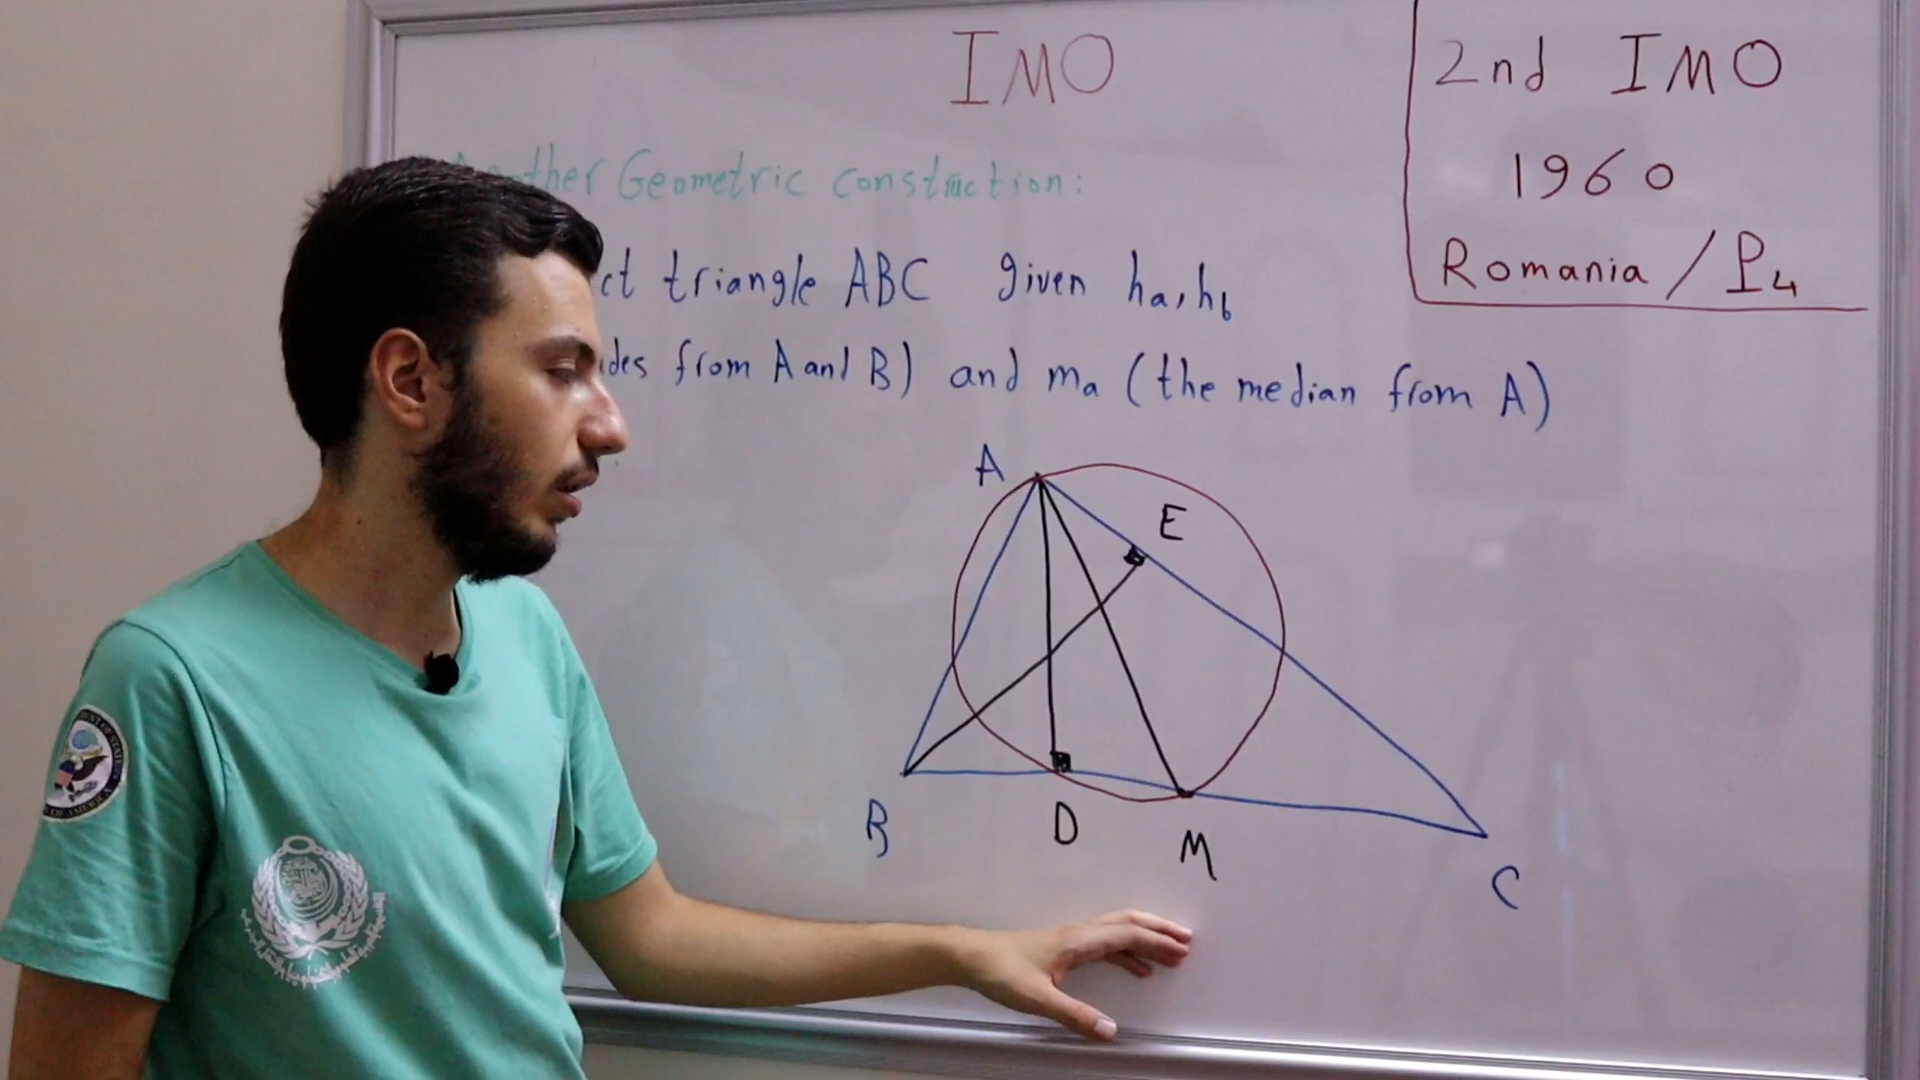 IMO
2nd IMO
1960
Romania / P4
Another Geometric construction:
ct triangle ABC given ha, hb
des from A and B) and ma (the median from A)
A
E
B
D
M
C